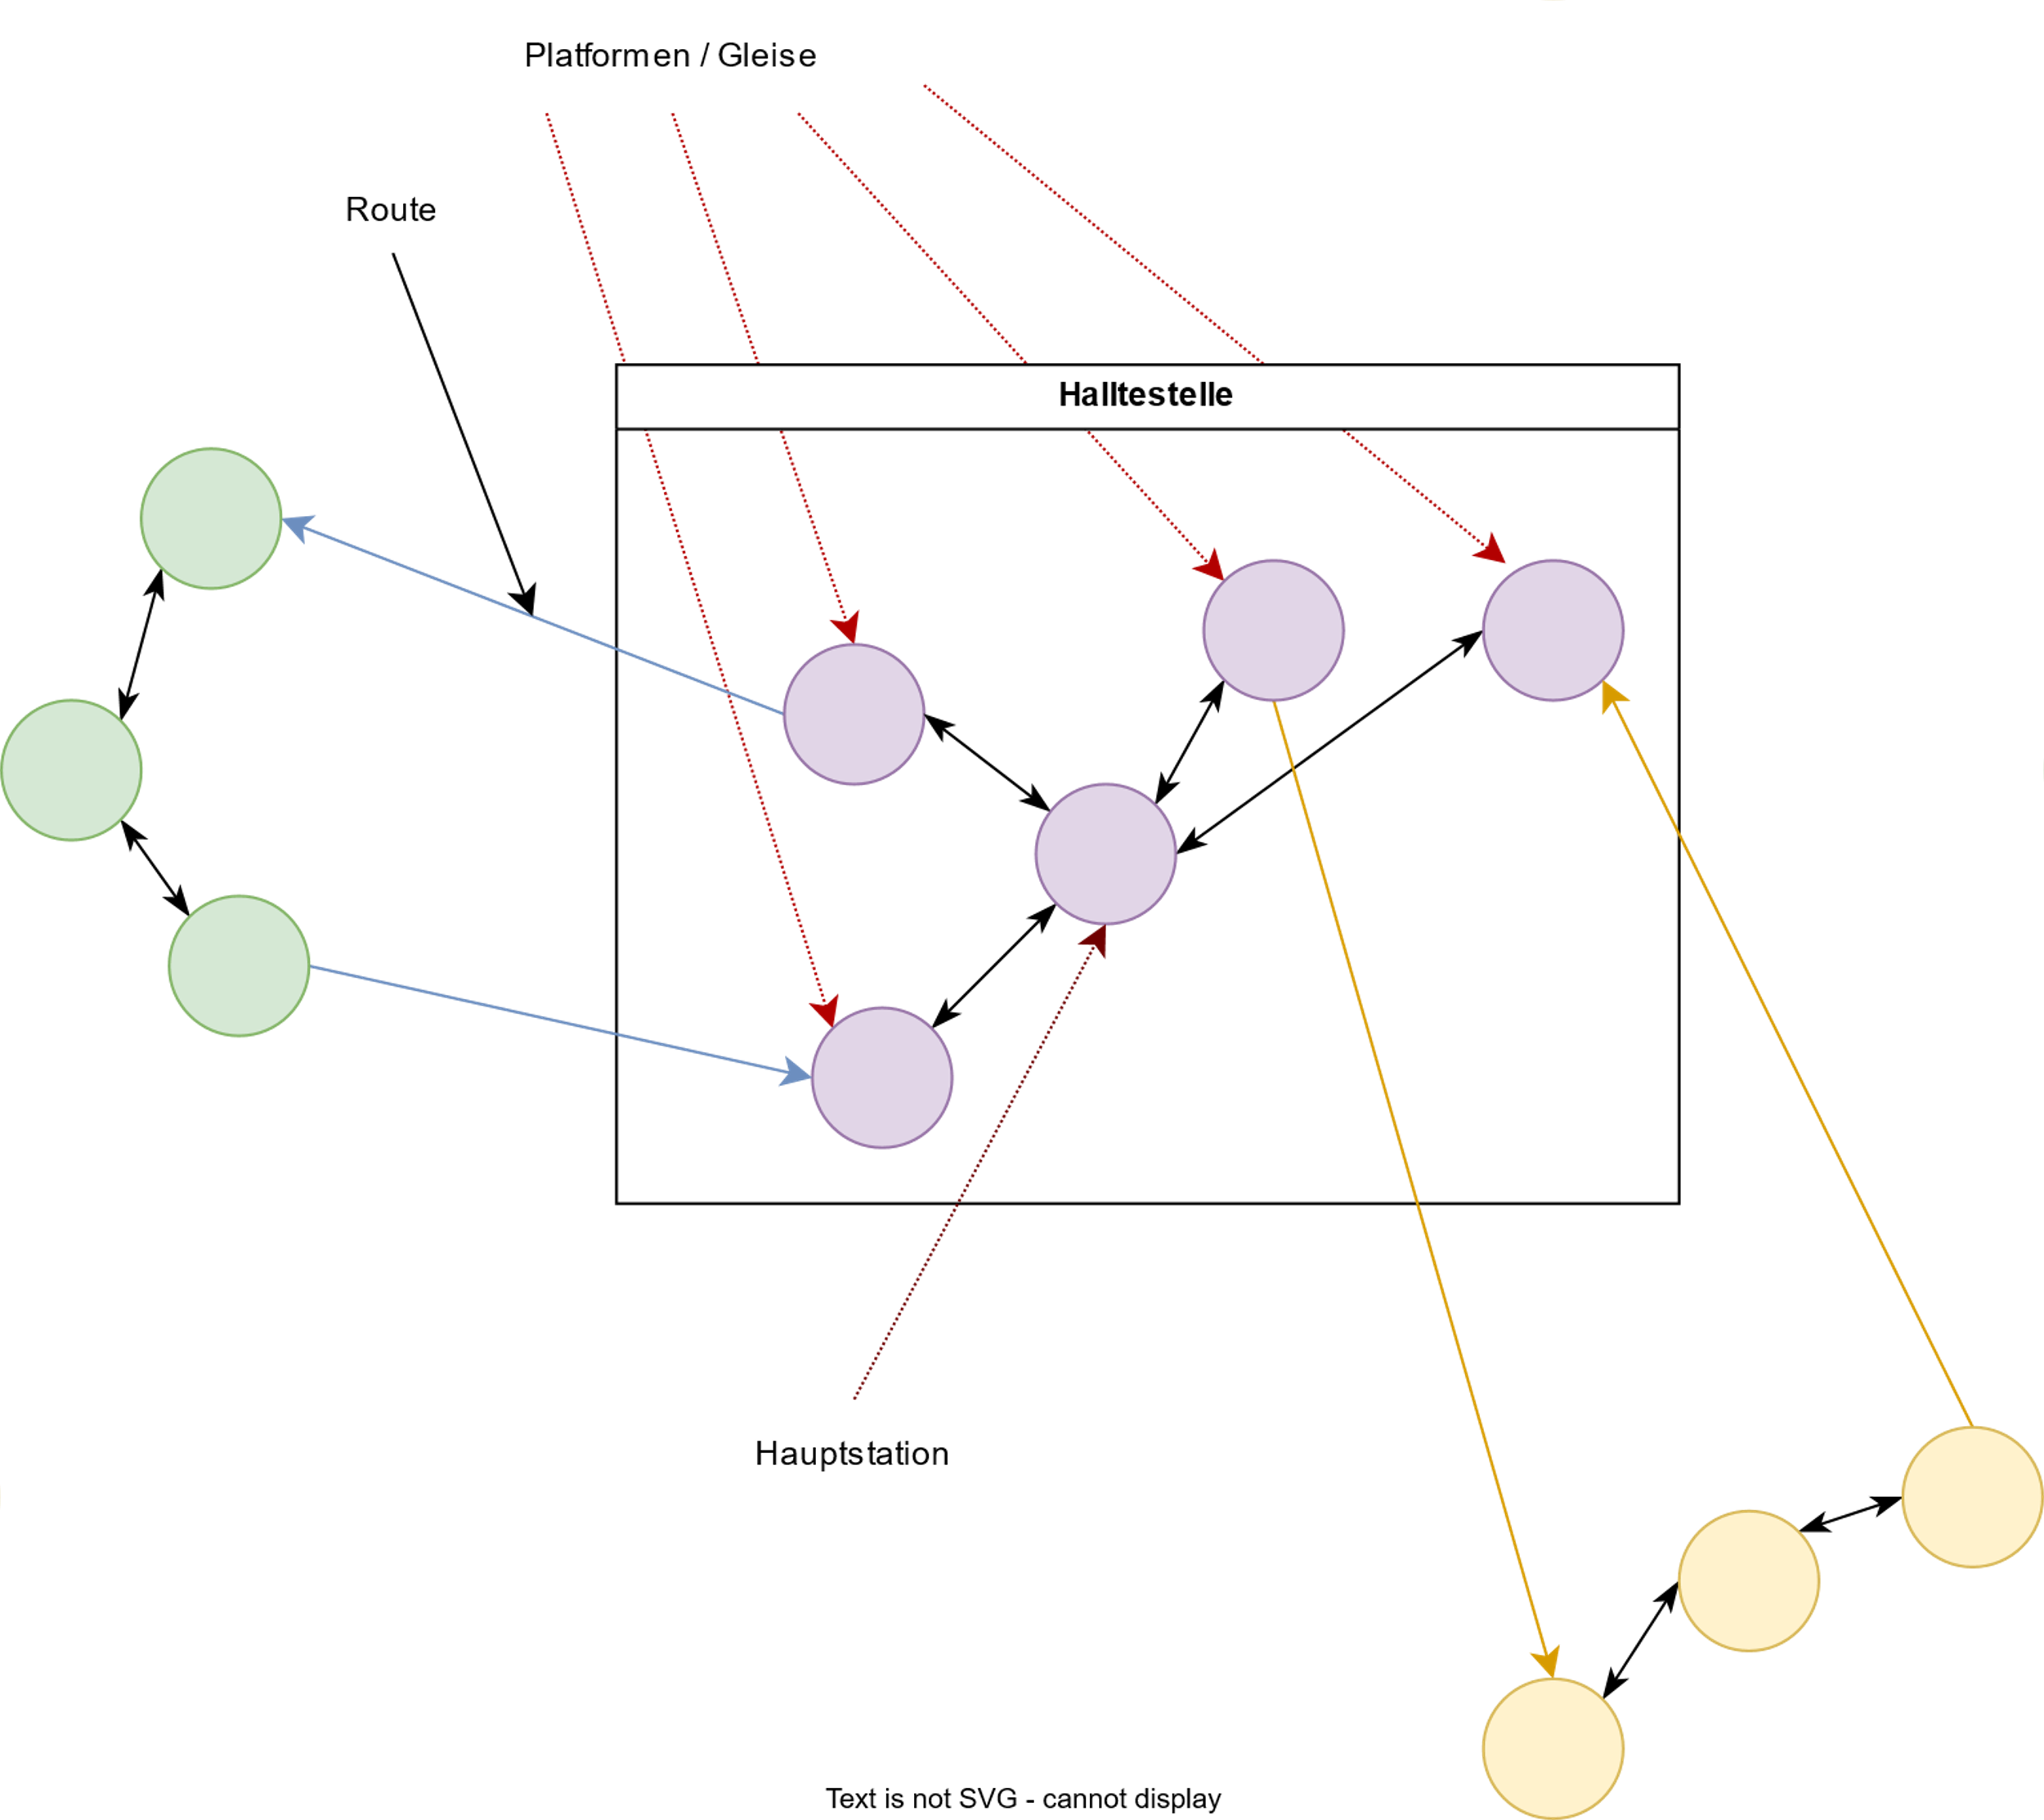 Platformen / Gleise
Route
Halltestelle
Hauptstation
Text is not SVG - cannot display